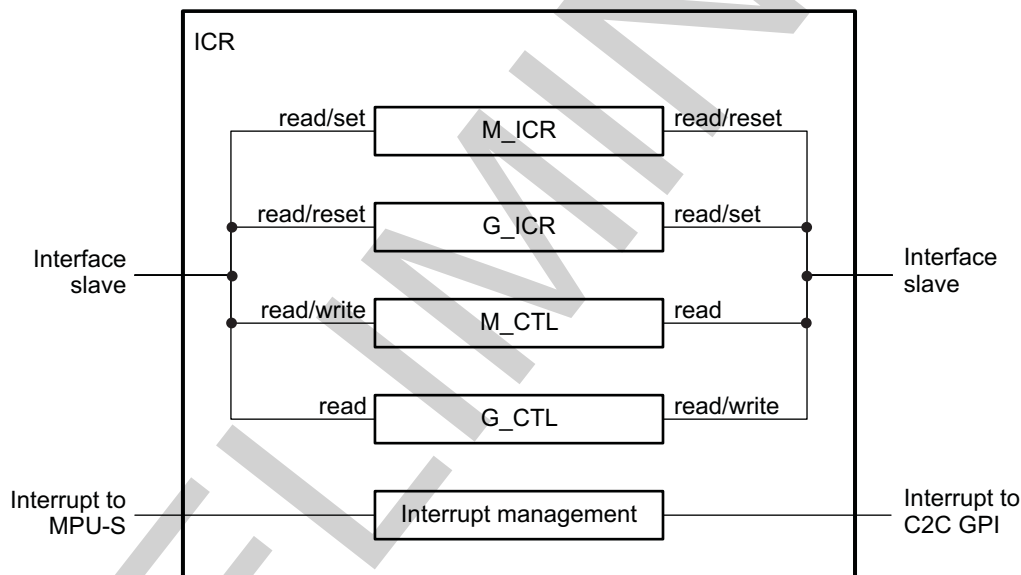 ICR
read/set
M_ICR
read/reset
read/reset
G_ICR
read/set
Interface
slave
Interface
slave
read/write
M_CTL
read
read
G_CTL
read/write
Interrupt to
MPU-S
Interrupt management
Interrupt to
C2C GPI